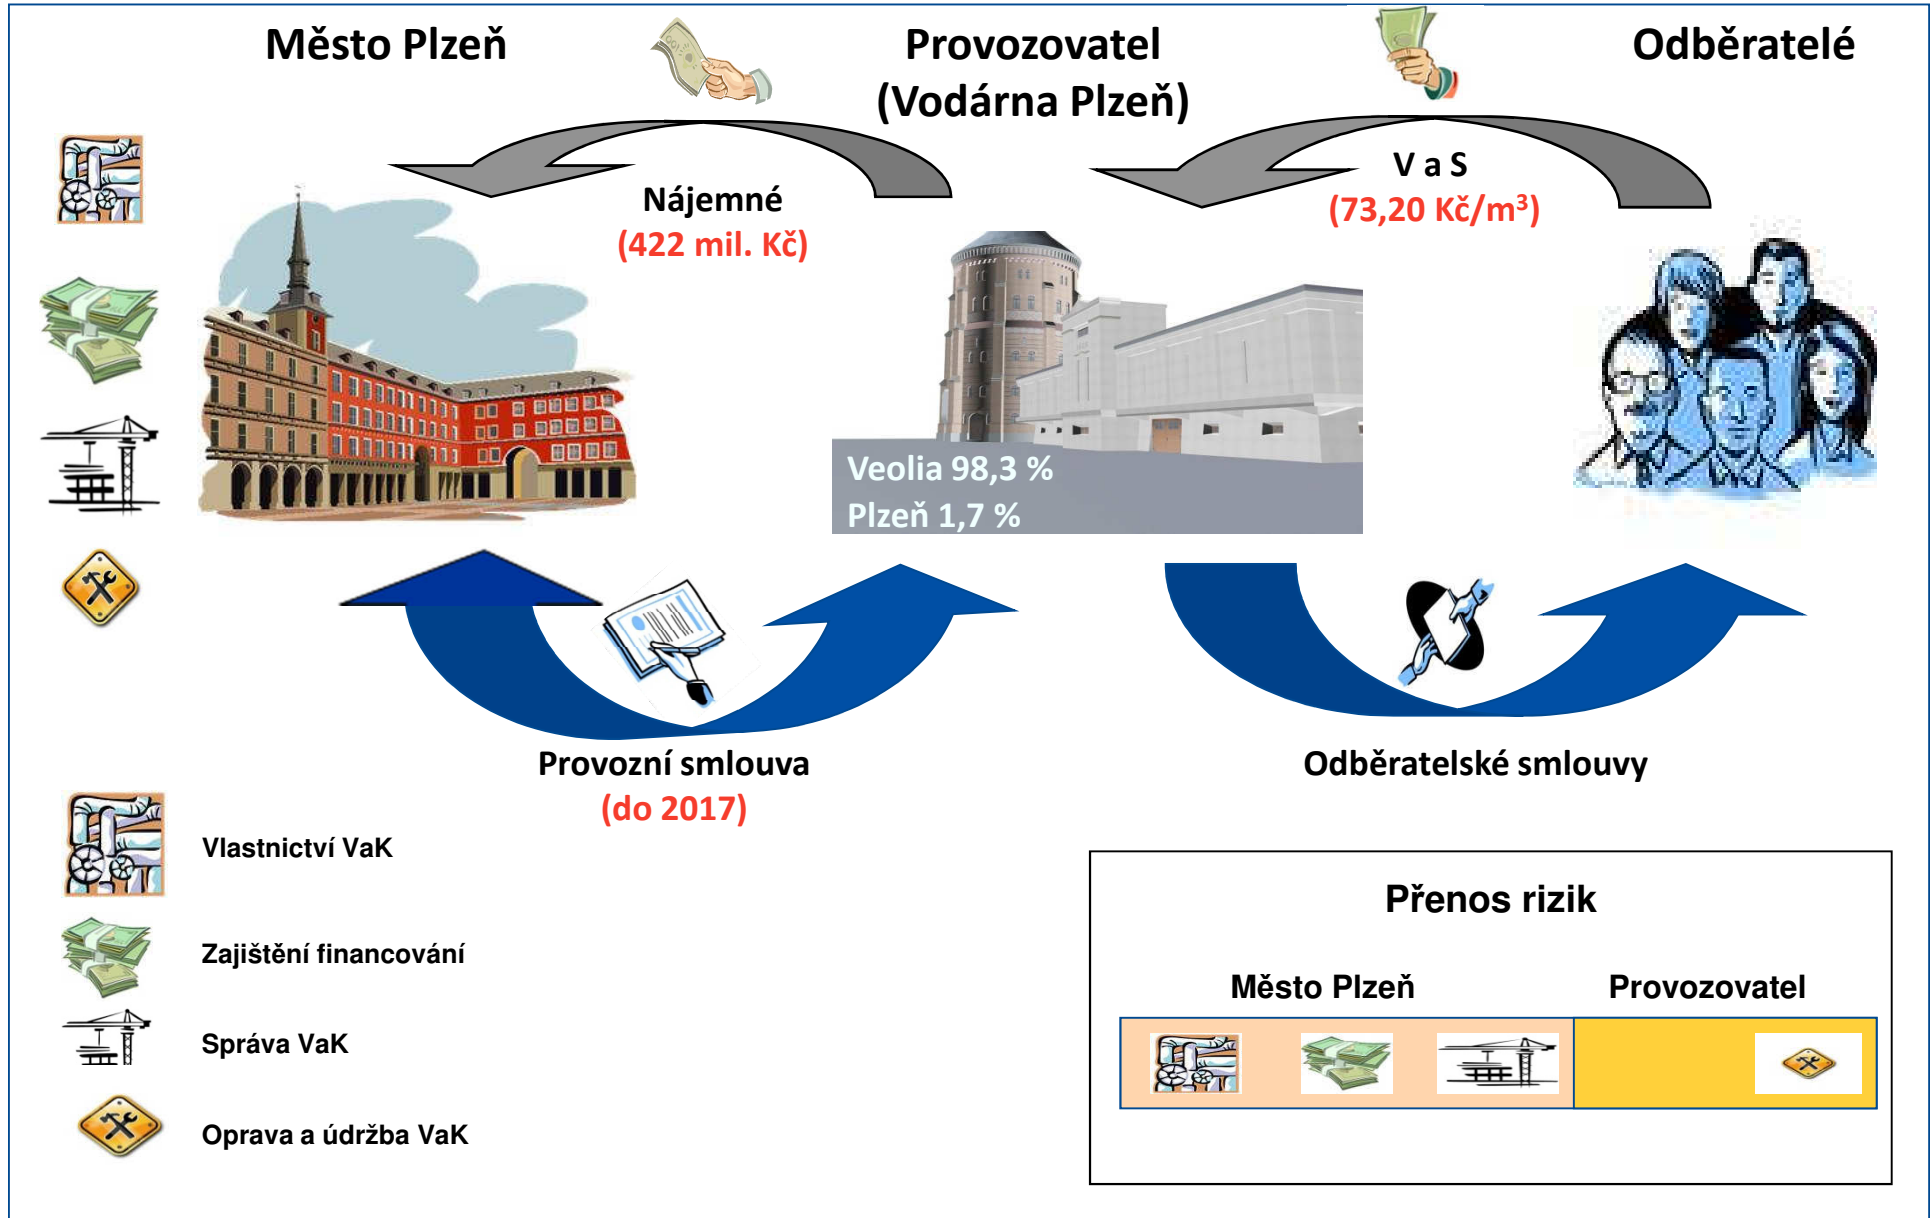 Město Plzeň
Provozovatel
(Vodárna Plzeň)
Odběratelé
Nájemné
(422 mil. Kč)
V a S
(73,20 Kč/m³)
Veolia 98,3 %
Plzeň 1,7 %
Provozní smlouva
(do 2017)
Odběratelské smlouvy
Vlastnictví VaK
Zajištění financování
Správa VaK
Oprava a údržba VaK
Přenos rizik
Město Plzeň
Provozovatel